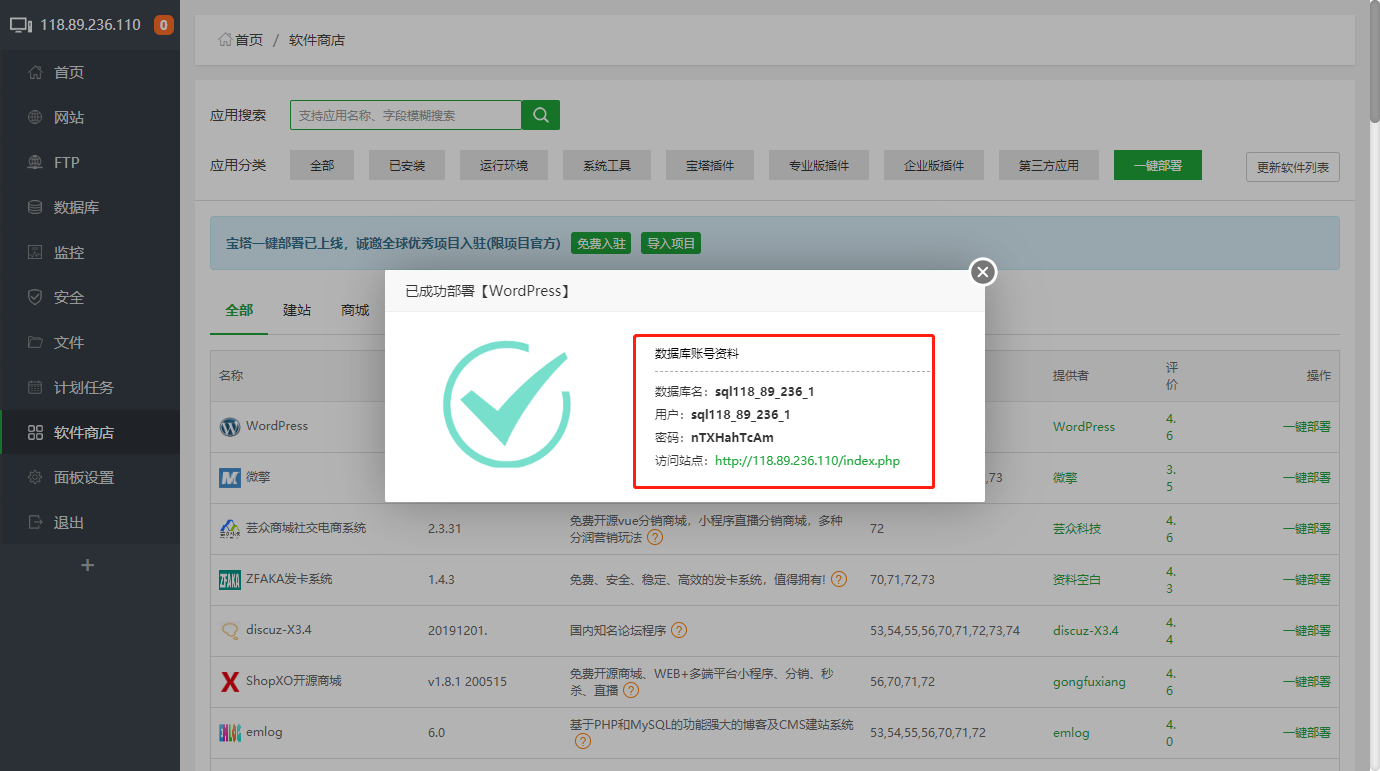 118.89.236.110 0
首页
网站
FTP
数据库
监控
安全
文件
计划任务
软件商店
面板设置
退出
+
首页 / 软件商店
应用搜索 支持应用名称、字段模糊搜索
应用分类 全部 已安装 运行环境 系统工具 宝塔插件 专业版插件 企业版插件 第三方应用 一键部署 更新软件列表
宝塔一键部署已上线，诚邀全球优秀项目入驻(限项目官方) 免费入驻 导入项目
全部 建站 商城
已成功部署【WordPress】
数据库账号资料
数据库名：sql118_89_236_1
用户：sql118_89_236_1
密码：nTXHahTcAm
访问站点：http://118.89.236.110/index.php
名称 提供者 评价 操作
WordPress WordPress 4.6 一键部署
微擎 ,73 微擎 3.5 一键部署
芸众商城社交电商系统 2.3.31 免费开源vue分销商城，小程序直播分销商城，多种
分润营销玩法 ? 72 芸众科技 4.6 一键部署
ZFAKA ZFAKA发卡系统 1.4.3 免费、安全、稳定、高效的发卡系统，值得拥有! ? 70,71,72,73 资料空白 4.3 一键部署
discuz-X3.4 20191201. 国内知名论坛程序 ? 53,54,55,56,70,71,72,73,74 discuz-X3.4 4.4 一键部署
X ShopXO开源商城 v1.8.1 200515 免费开源商城、WEB+多端平台小程序、分销、秒
杀、直播 ? 56,70,71,72 gongfuxiang 4.6 一键部署
EMLOG emlog 6.0 基于PHP和MySQL的功能强大的博客及CMS建站系统
? 53,54,55,56,70,71,72 emlog 4.0 一键部署